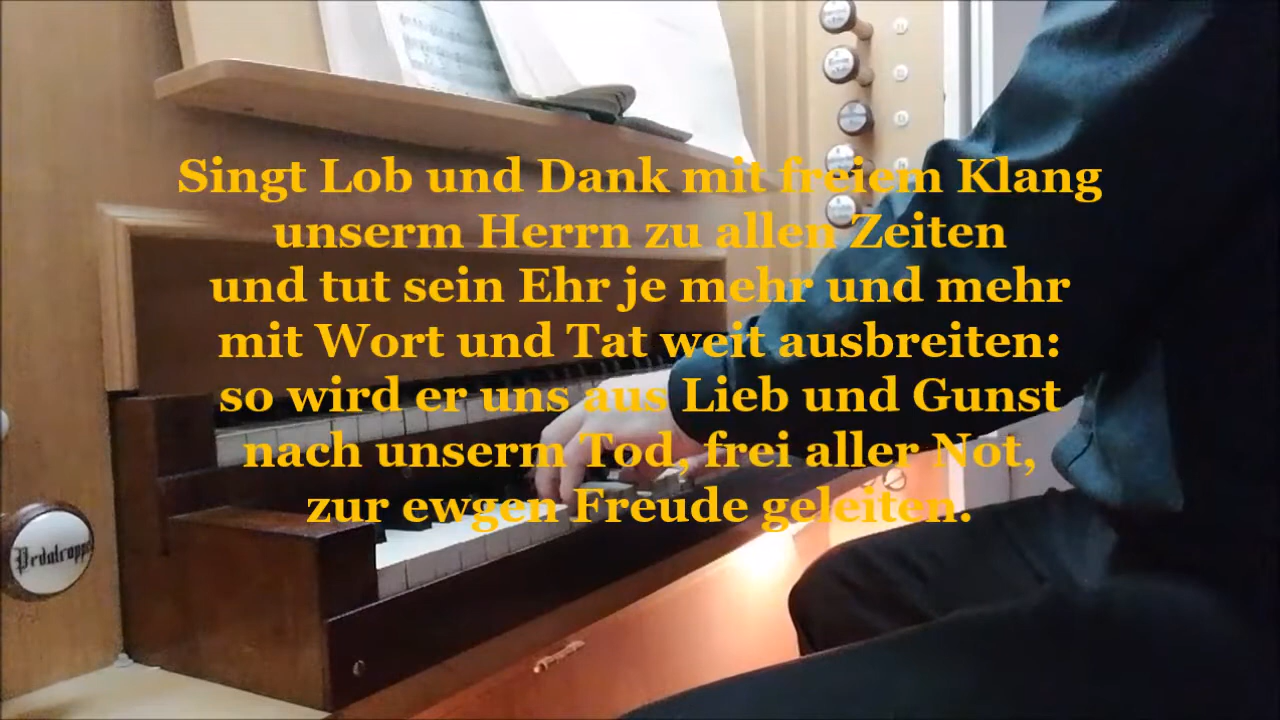 Singt Lob und Dank mit freiem Klang
unserm Herrn zu allen Zeiten
und tut sein Ehr je mehr und mehr
mit Wort und Tat weit ausbreiten:
so wird er uns aus Lieb und Gunst
nach unserm Tod, frei aller Not,
zur ewgen Freude geleiten.